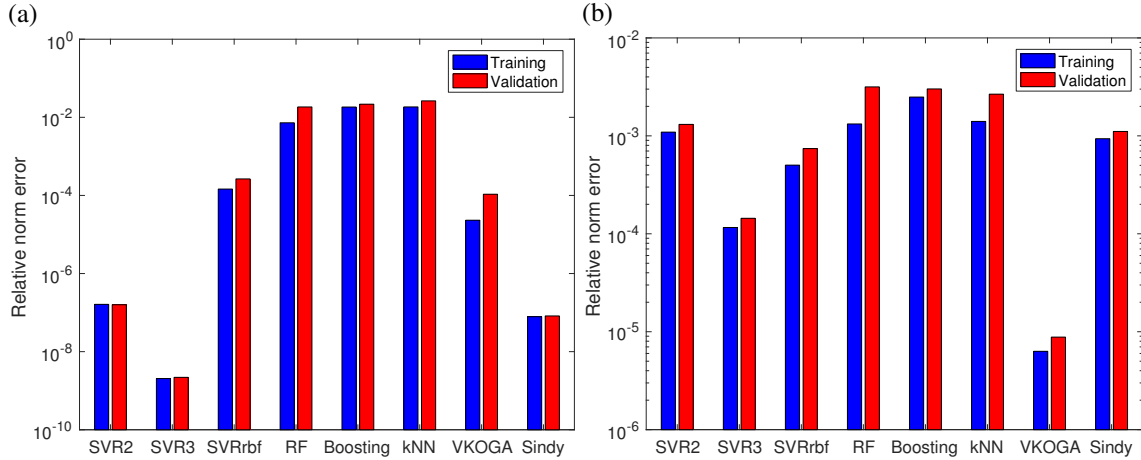 (a)
Relative norm error
10^0
10^-2
10^-4
10^-6
10^-8
10^-10
Training
Validation
SVR2 SVR3 SVRrbf RF Boosting kNN VKOGA Sindy
(b)
Relative norm error
10^-2
10^-3
10^-4
10^-5
10^-6
Training
Validation
SVR2 SVR3 SVRrbf RF Boosting kNN VKOGA Sindy